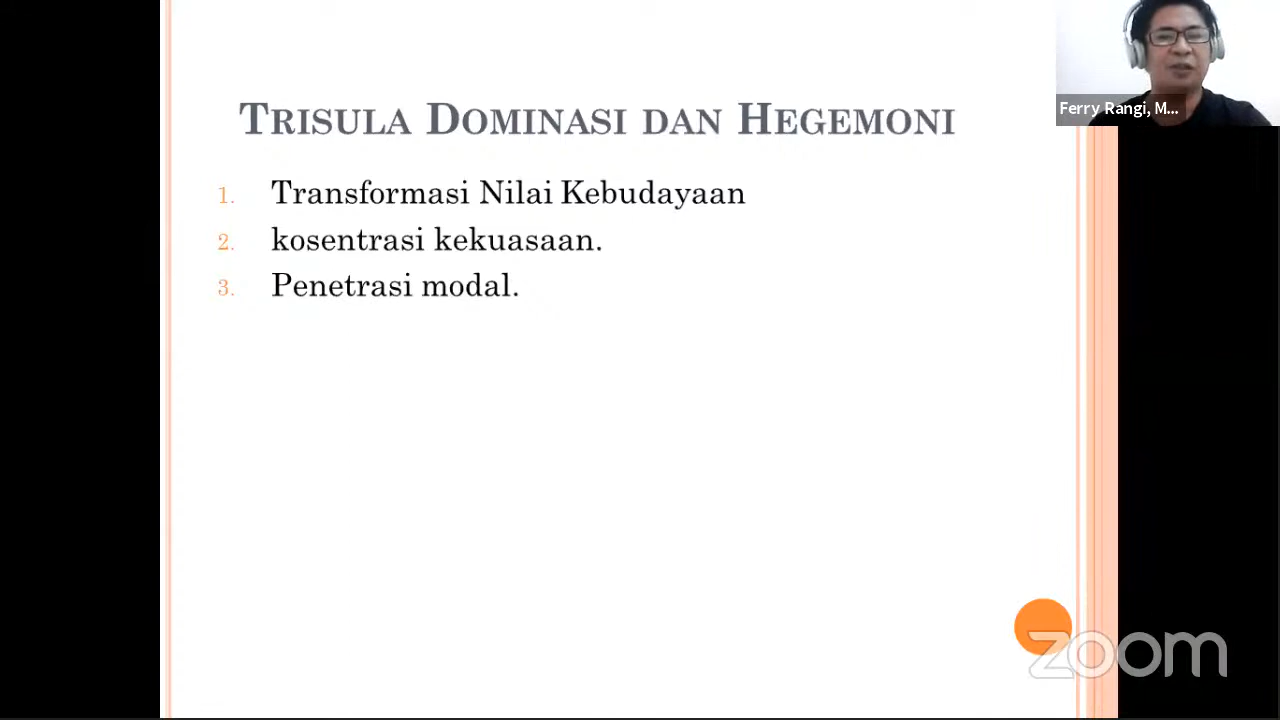 Ferry Rangi, M...
TRISULA DOMINASI DAN HEGEMONI
1. Transformasi Nilai Kebudayaan
2. kosentrasi kekuasaan.
3. Penetrasi modal.
zoom